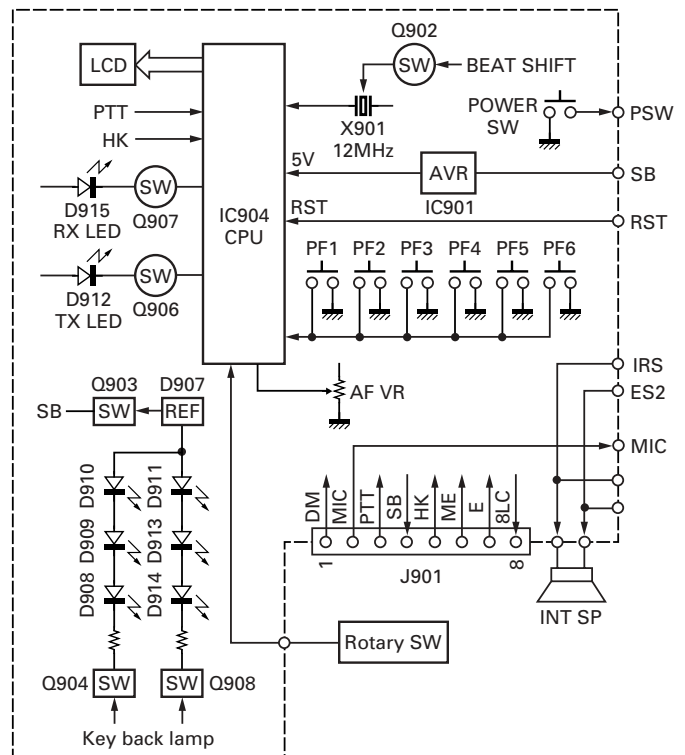 Q902
LCD
SW
BEAT SHIFT
PTT
POWER
SW
PSW
HK
X901
12MHz
5V
AVR
SB
D915
RX LED
SW
Q907
IC904
CPU
IC901
RST
RST
PF1
PF2
PF3
PF4
PF5
PF6
D912
TX LED
SW
Q906
IRS
Q903
D907
AF VR
ES2
SB
SW
REF
MIC
D910
D911
DM
MIC
PTT
SB
HK
ME
E
8LC
D909
D913
1
8
D908
D914
J901
INT SP
Rotary SW
Q904
SW
SW
Q908
Key back lamp